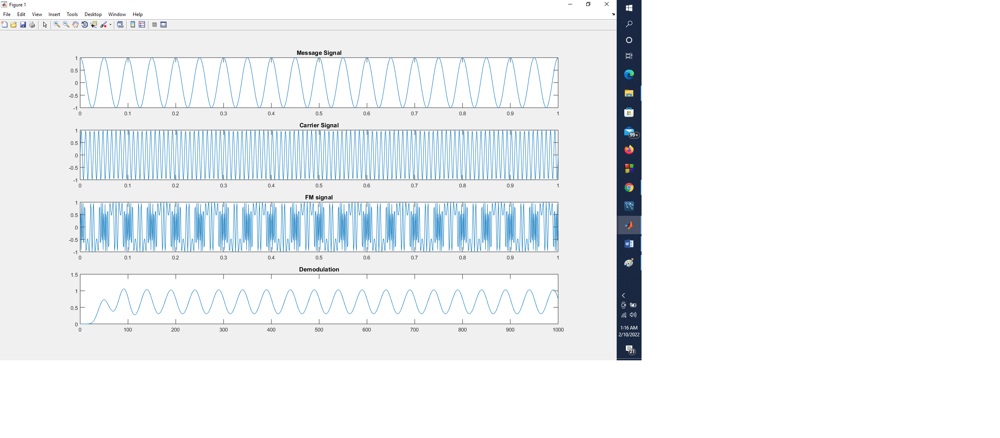 Figure 1
File Edit View Insert Tools Desktop Window Help
Message Signal
1
0.5
0
-0.5
-1
0 0.1 0.2 0.3 0.4 0.5 0.6 0.7 0.8 0.9 1
Carrier Signal
1
0.5
0
-0.5
-1
0 0.1 0.2 0.3 0.4 0.5 0.6 0.7 0.8 0.9 1
FM signal
1
0.5
0
-0.5
-1
0 0.1 0.2 0.3 0.4 0.5 0.6 0.7 0.8 0.9 1
Demodulation
1.5
1
0.5
0
0 100 200 300 400 500 600 700 800 900 1000
99+
W
1:16 AM
2/10/2022
21